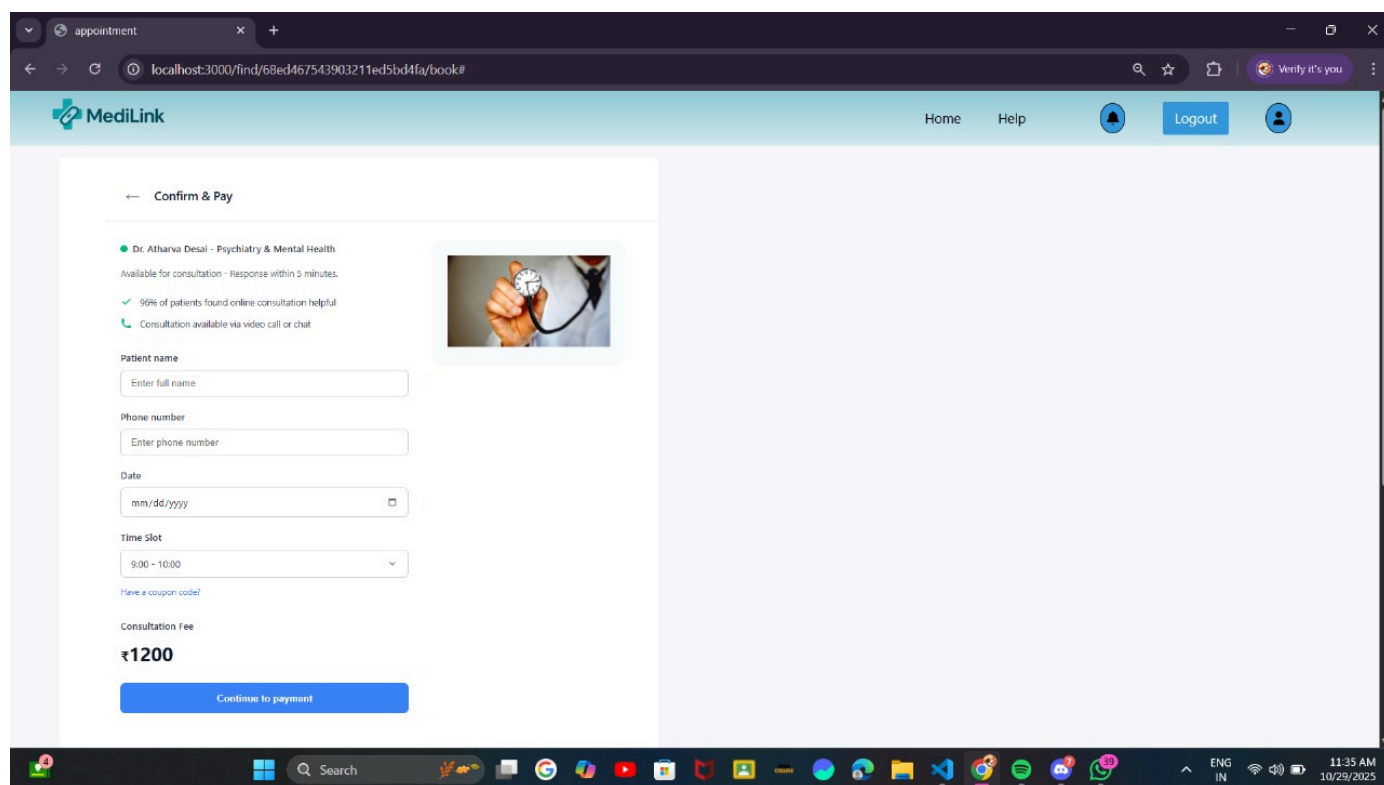 appointment
localhost:3000/find/68ed467543903211ed5bd4fa/book#
Verify it's you
MediLink
Home
Help
Logout
← Confirm & Pay
Dr. Atharva Desai - Psychiatry & Mental Health
Available for consultation - Response within 5 minutes.
96% of patients found online consultation helpful
Consultation available via video call or chat
Patient name
Enter full name
Phone number
Enter phone number
Date
mm/dd/yyyy
Time Slot
9:00 - 10:00
Have a coupon code?
Consultation Fee
₹1200
Continue to payment
4
Search
2
39
ENG
IN
11:35 AM
10/29/2025